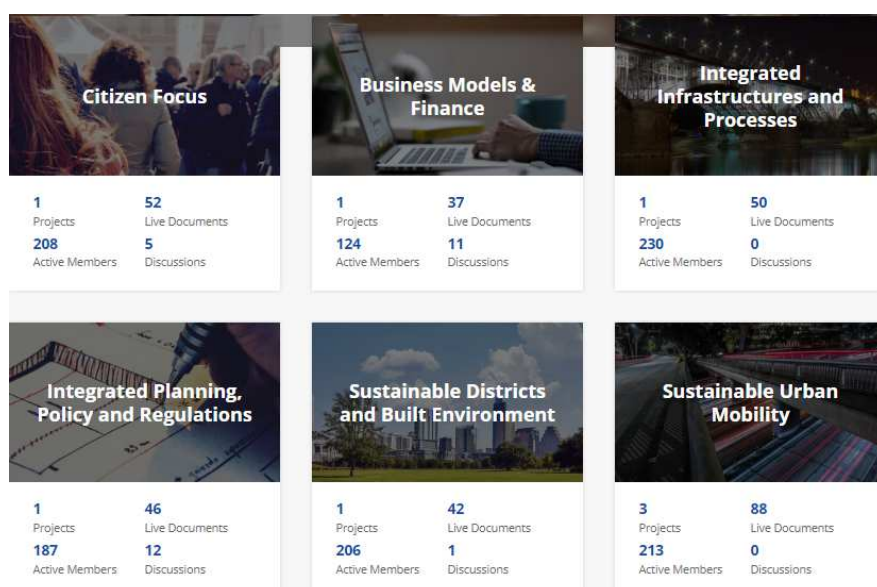 Citizen Focus
1 52
Projects Live Documents
208 5
Active Members Discussions
Business Models &
Finance
1 37
Projects Live Documents
124 11
Active Members Discussions
Integrated
Infrastructures and
Processes
1 50
Projects Live Documents
230 0
Active Members Discussions
Integrated Planning,
Policy and Regulations
1 46
Projects Live Documents
187 12
Active Members Discussions
Sustainable Districts
and Built Environment
1 42
Projects Live Documents
206 1
Active Members Discussions
Sustainable Urban
Mobility
3 88
Projects Live Documents
213 0
Active Members Discussions